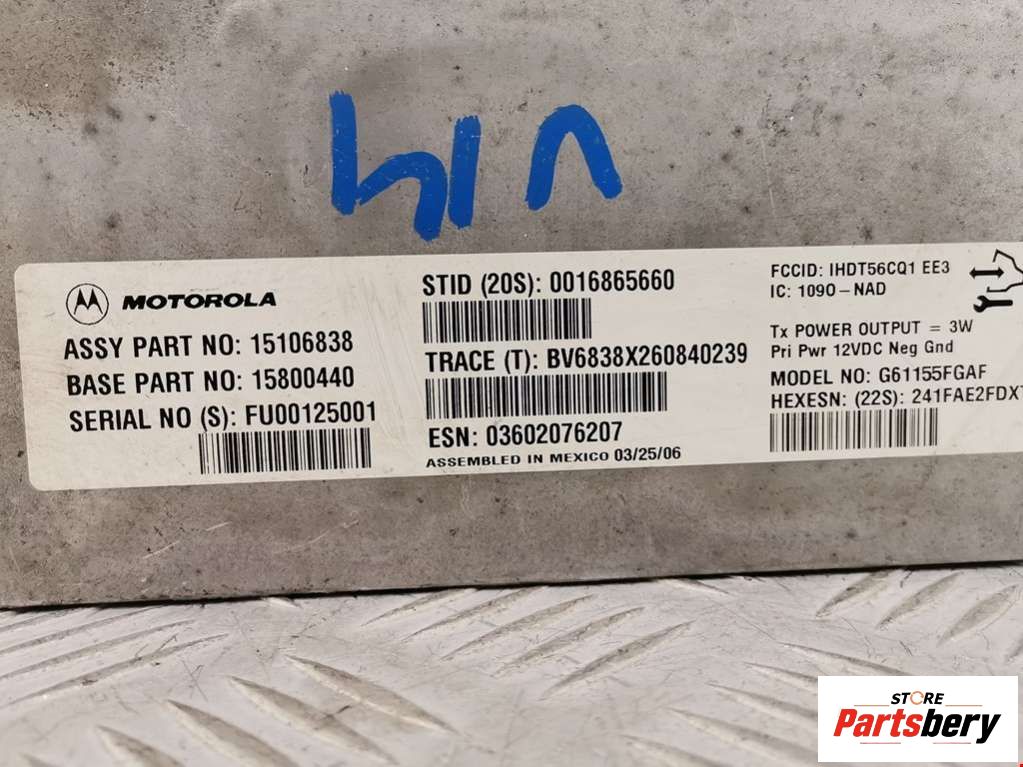 MOTOROLA
ASSY PART NO: 15106838
BASE PART NO: 15800440
SERIAL NO (S): FU00125001
STID (20S): 0016865660
TRACE (T): BV6838X260840239
ESN: 03602076207
ASSEMBLED IN MEXICO 03/25/06
FCCID: IHDT56CQ1 EE3
IC: 1090-NAD
Tx POWER OUTPUT = 3W
Pri Pwr 12VDC Neg Gnd
MODEL NO: G61155FGAF
HEXESN: (22S): 241FAE2FDX
STORE
Partsbery